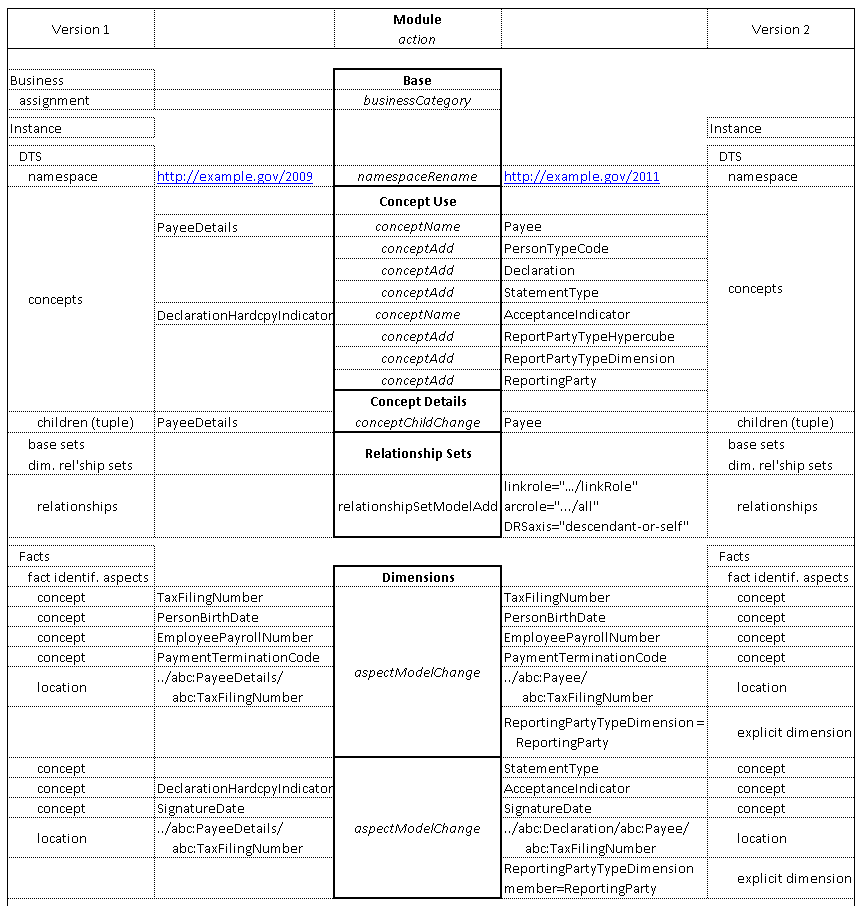 Version 1 Module Version 2
action
Business Base
assignment businessCategory
Instance Instance
DTS DTS
namespace http://example.gov/2009 namespaceRename http://example.gov/2011 namespace
Concept Use
PayeeDetails conceptName Payee
conceptAdd PersonTypeCode
conceptAdd Declaration
concepts conceptAdd StatementType concepts
DeclarationHardcpyIndicator conceptName AcceptanceIndicator
conceptAdd ReportPartyTypeHypercube
conceptAdd ReportPartyTypeDimension
conceptAdd ReportingParty
Concept Details
children (tuple) PayeeDetails conceptChildChange Payee children (tuple)
base sets Relationship Sets base sets
dim. rel'ship sets dim. rel'ship sets
linkrole=".../linkRole"
relationships relationshipSetModelAdd arcrole=".../all" relationships
DRSaxis="descendant-or-self"
Facts Facts
fact identif. aspects Dimensions fact identif. aspects
concept TaxFilingNumber TaxFilingNumber concept
concept PersonBirthDate PersonBirthDate concept
concept EmployeePayrollNumber EmployeePayrollNumber concept
concept PaymentTerminationCode PaymentTerminationCode concept
aspectModelChange
location ../abc:PayeeDetails/ ../abc:Payee/ location
abc:TaxFilingNumber abc:TaxFilingNumber
ReportingPartyTypeDimension = explicit dimension
ReportingParty
concept StatementType concept
concept DeclarationHardcpyIndicator AcceptanceIndicator concept
concept SignatureDate SignatureDate concept
location ../abc:PayeeDetails/ aspectModelChange ../abc:Declaration/abc:Payee/ location
abc:TaxFilingNumber abc:TaxFilingNumber
ReportingPartyTypeDimension explicit dimension
member=ReportingParty